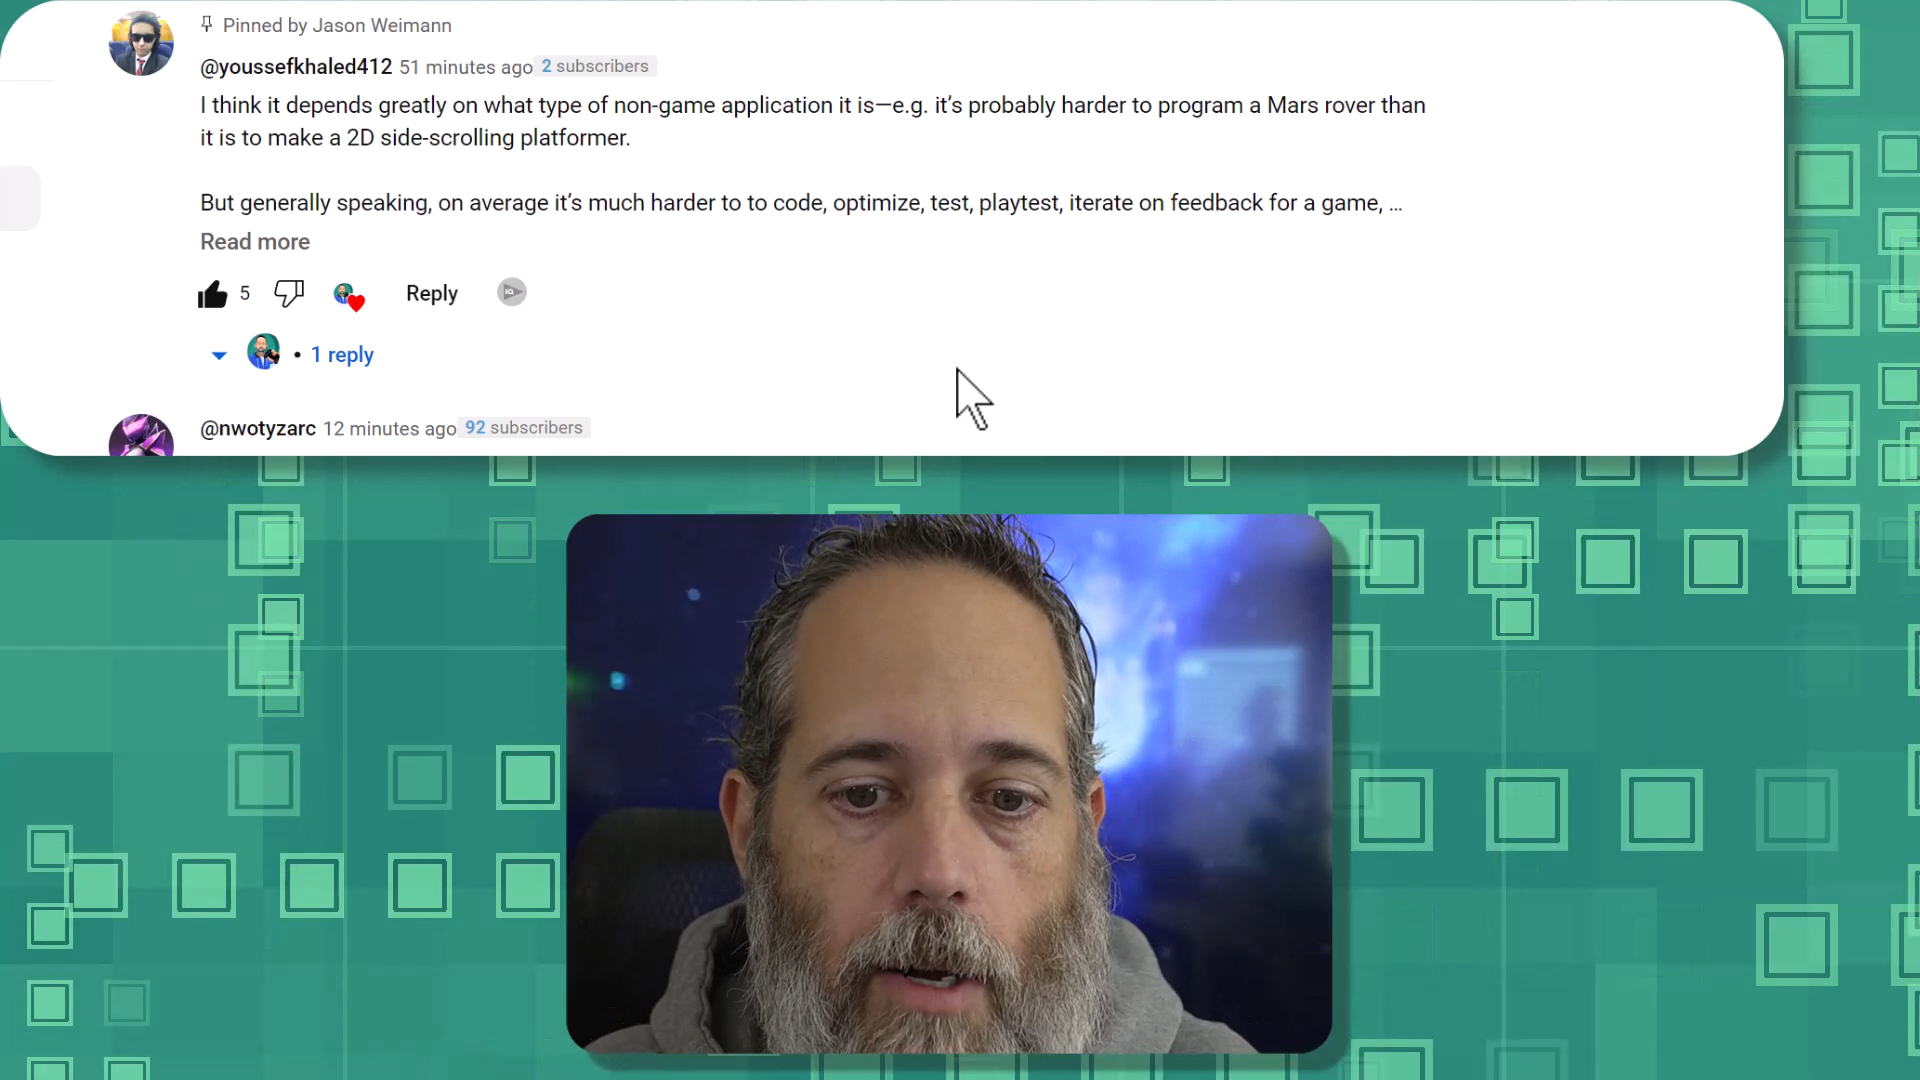 Pinned by Jason Weimann
@youssefkhaled412 51 minutes ago 2 subscribers
I think it depends greatly on what type of non-game application it is—e.g. it’s probably harder to program a Mars rover than
it is to make a 2D side-scrolling platformer.
But generally speaking, on average it’s much harder to to code, optimize, test, playtest, iterate on feedback for a game, ...
Read more
5 Reply IQ
• 1 reply
@nwotyzarc 12 minutes ago 92 subscribers